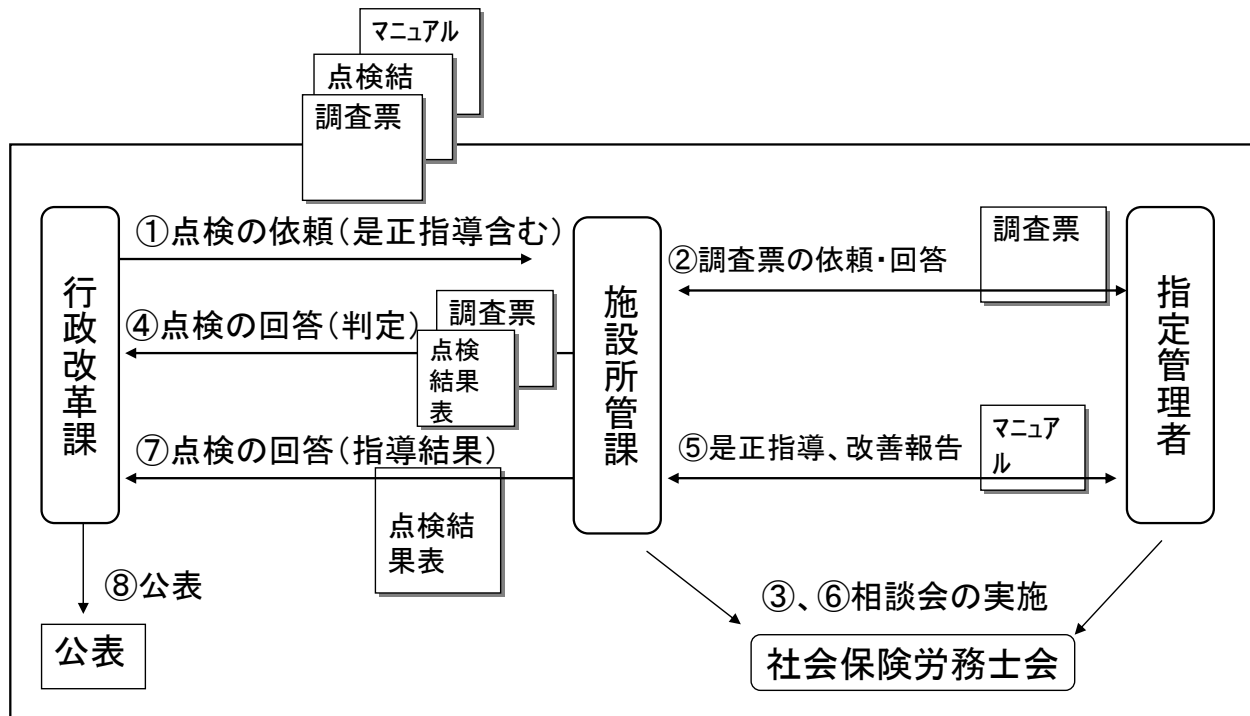 マニュアル
点検結
調査票
①点検の依頼(是正指導含む)
行政改革課
施設所管課
指定管理者
調査票
②調査票の依頼・回答
調査票
④点検の回答(判定)
点検
結果
表
マニュア
ル
⑤是正指導、改善報告
⑦点検の回答(指導結果)
点検結
果表
⑧公表
公表
③、⑥相談会の実施
社会保険労務士会